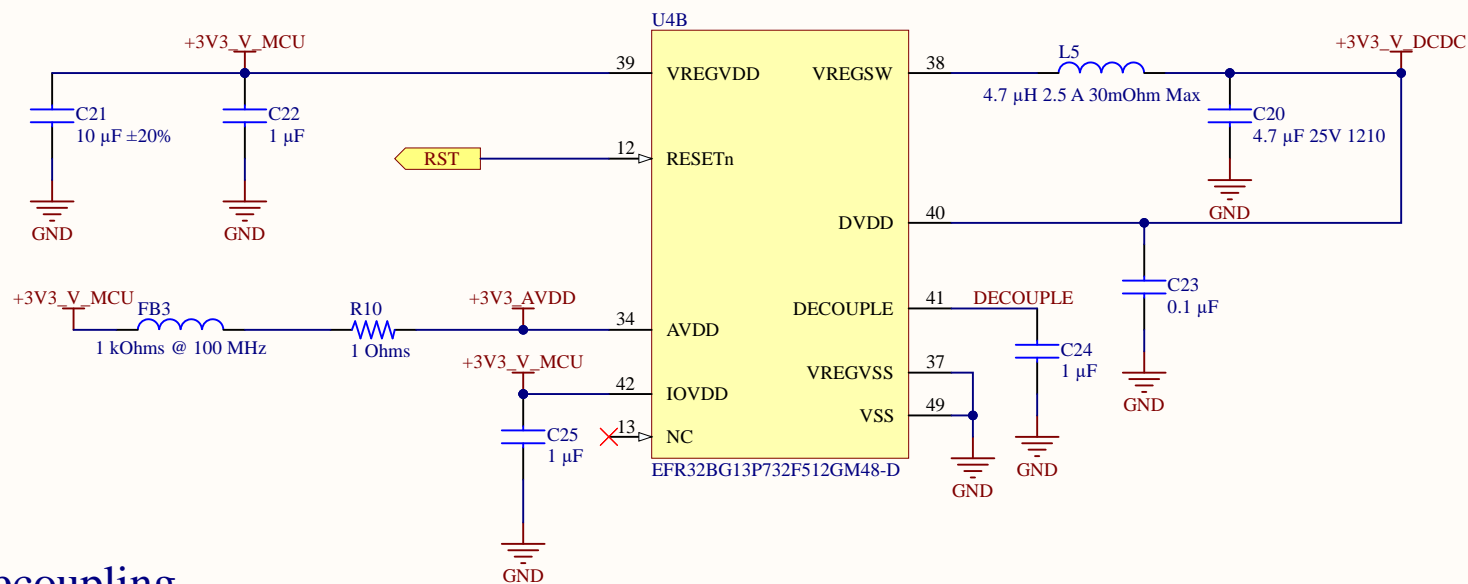 U4B
+3V3_V_MCU
39
VREGVDD
VREGSW
38
L5
4.7 µH 2.5 A 30mOhm Max
+3V3_V_DCDC
C21
10 µF ±20%
C22
1 µF
C20
4.7 µF 25V 1210
RST
12
RESETn
GND
GND
GND
DVDD
40
+3V3_V_MCU
FB3
1 kOhms @ 100 MHz
R10
1 Ohms
+3V3_AVDD
34
AVDD
DECOUPLE
41
DECOUPLE
C23
0.1 µF
C24
1 µF
+3V3_V_MCU
42
IOVDD
VREGVSS
37
13
NC
VSS
49
C25
1 µF
GND
GND
GND
EFR32BG13P732F512GM48-D
GND